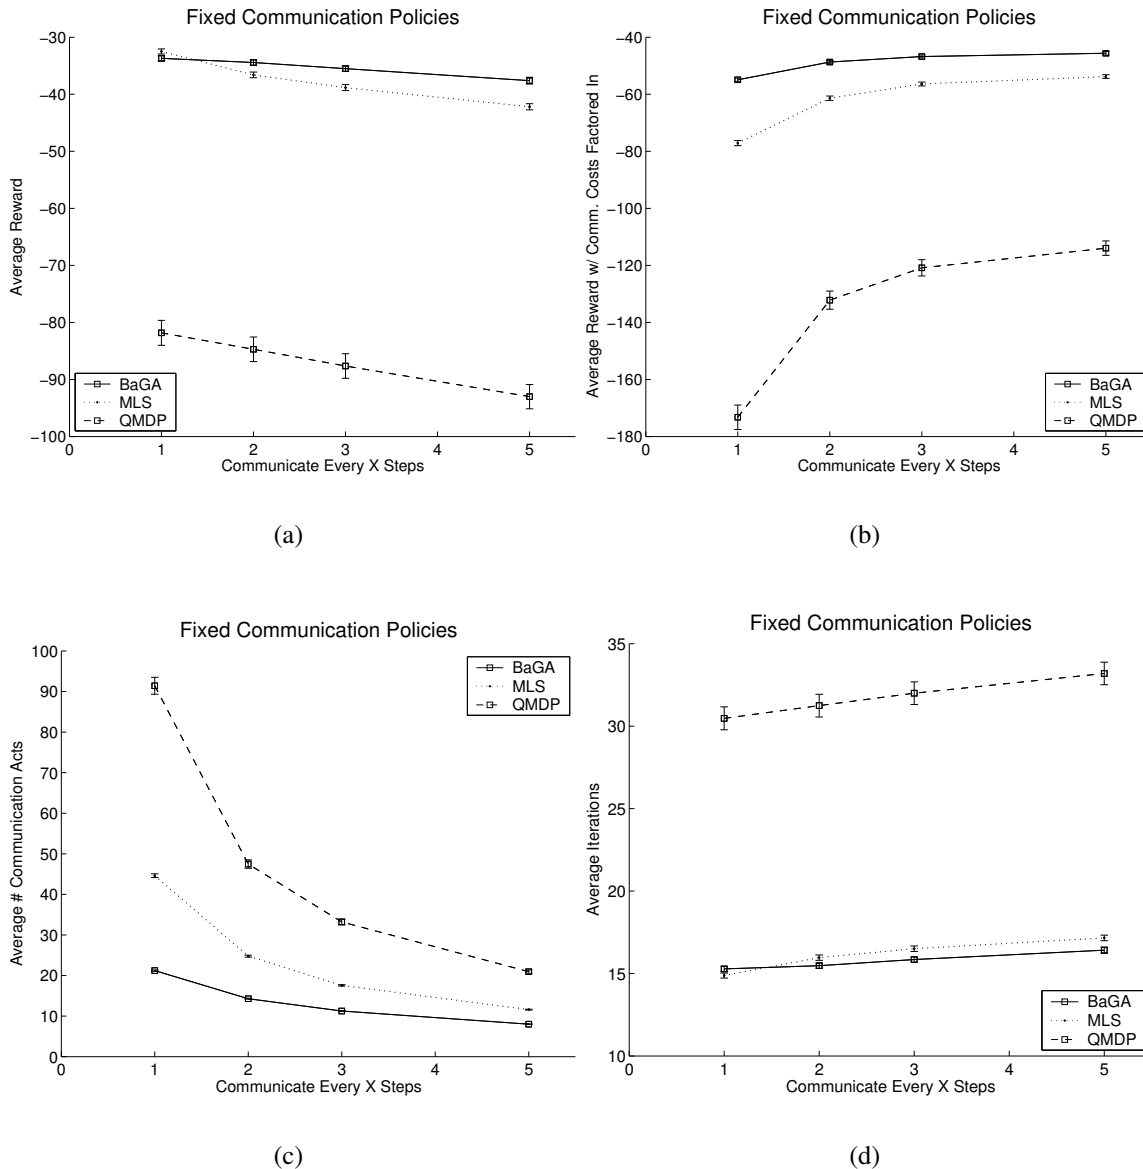 Fixed Communication Policies
−30
−40
−50
−60
−70
−80
−90
−100
Average Reward
0 1 2 3 4 5
Communicate Every X Steps
BaGA
MLS
QMDP
(a)
Fixed Communication Policies
−40
−60
−80
−100
−120
−140
−160
−180
Average Reward w/ Comm. Costs Factored In
0 1 2 3 4 5
Communicate Every X Steps
BaGA
MLS
QMDP
(b)
Fixed Communication Policies
100
90
80
70
60
50
40
30
20
10
0
Average # Communication Acts
0 1 2 3 4 5
Communicate Every X Steps
BaGA
MLS
QMDP
(c)
Fixed Communication Policies
35
30
25
20
15
10
Average Iterations
0 1 2 3 4 5
Communicate Every X Steps
BaGA
MLS
QMDP
(d)